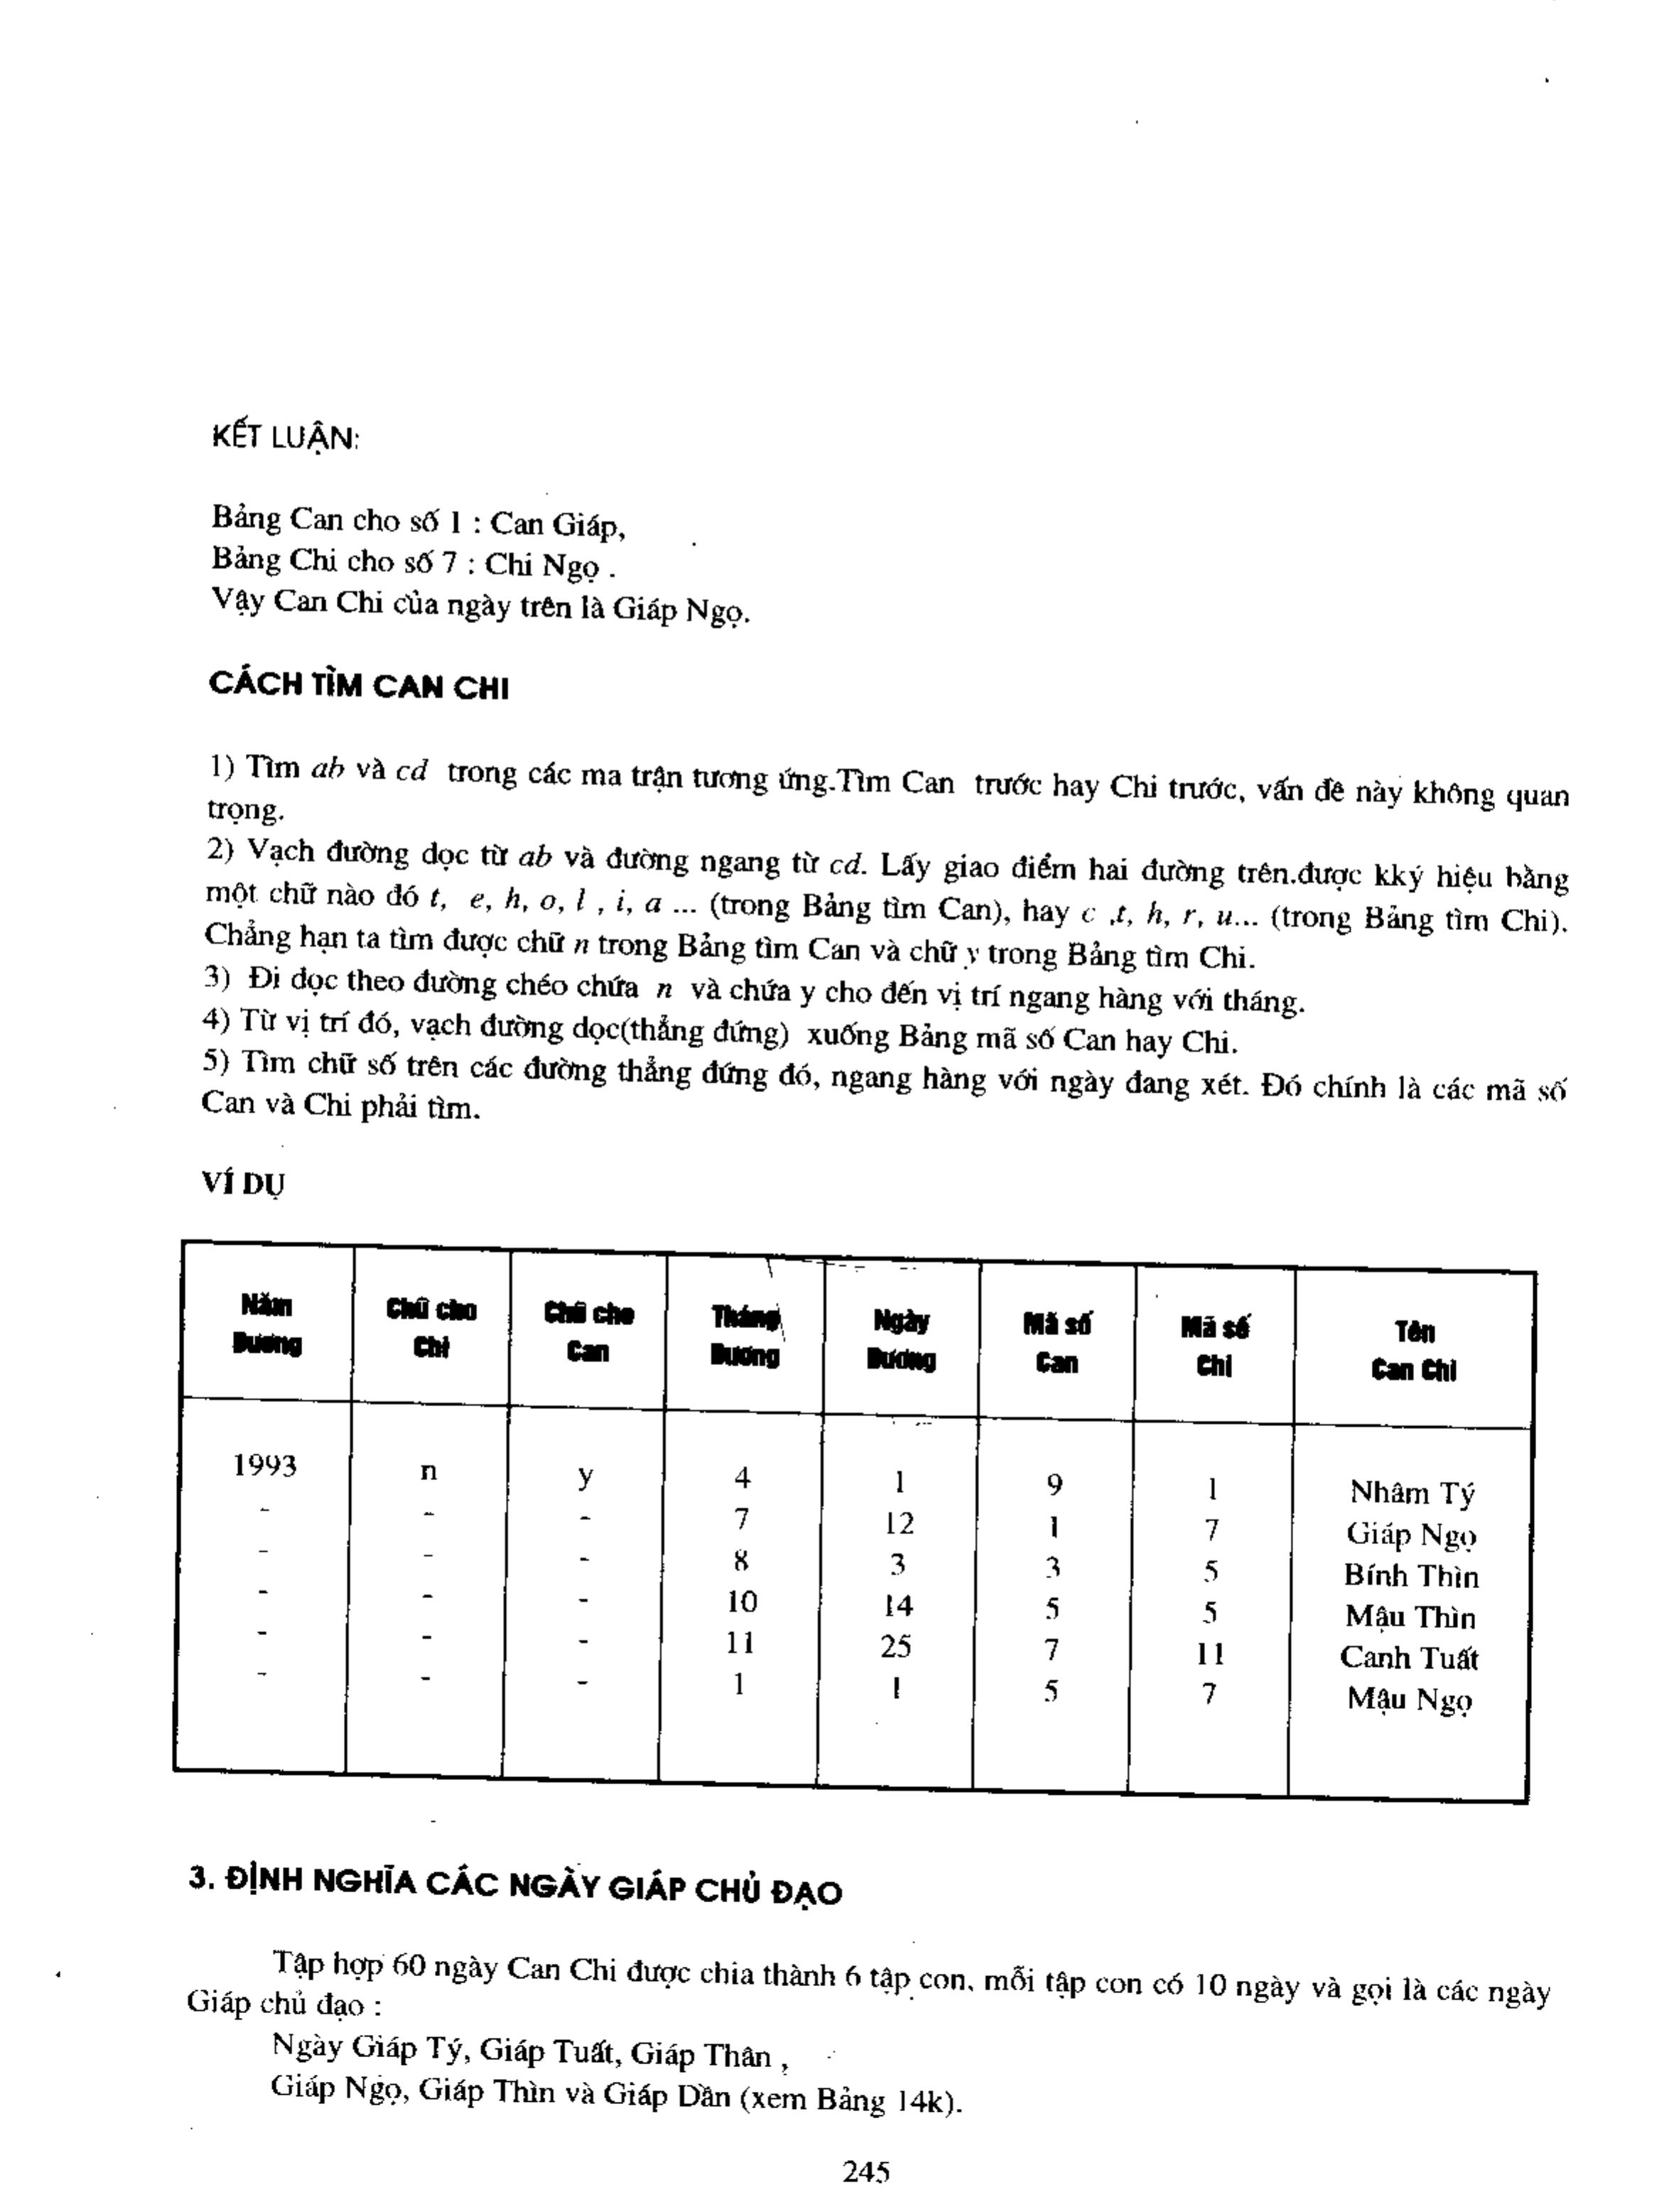 KẾT LUẬN:
Bảng Can cho số 1 : Can Giáp,
Bảng Chi cho số 7 : Chi Ngọ .
Vậy Can Chi của ngày trên là Giáp Ngọ.
CÁCH TÌM CAN CHI
1) Tìm ab và cd trong các ma trận tương ứng.Tìm Can trước hay Chi trước, vấn đề này không quan
trọng.
2) Vạch đường dọc từ ab và đường ngang từ cd. Lấy giao điểm hai đường trên.được kký hiệu bằng
một chữ nào đó t, e, h, o, l , i, a ... (trong Bảng tìm Can), hay c ,t, h, r, u... (trong Bảng tìm Chi).
Chẳng hạn ta tìm được chữ n trong Bảng tìm Can và chữ y trong Bảng tìm Chi.
3) Đi dọc theo đường chéo chứa n và chứa y cho đến vị trí ngang hàng với tháng.
4) Từ vị trí đó, vạch đường dọc(thẳng đứng) xuống Bảng mã số Can hay Chi.
5) Tìm chữ số trên các đường thẳng đứng đó, ngang hàng với ngày đang xét. Đó chính là các mã số
Can và Chi phải tìm.
VÍ DỤ
Năm Dương Chữ cho Chi Chữ cho Can Tháng Dương Ngày Dương Mã số Can Mã số Chi Tên Can Chi
1993 n y 4 1 9 1 Nhâm Tý
- - - 7 12 1 7 Giáp Ngọ
- - - 8 3 3 5 Bính Thìn
- - - 10 14 5 5 Mậu Thìn
- - - 11 25 7 11 Canh Tuất
- - - 1 1 5 7 Mậu Ngọ
3. ĐỊNH NGHĨA CÁC NGÀY GIÁP CHỦ ĐẠO
Tập hợp 60 ngày Can Chi được chia thành 6 tập con, mỗi tập con có 10 ngày và gọi là các ngày
Giáp chủ đạo :
Ngày Giáp Tý, Giáp Tuất, Giáp Thân ,
Giáp Ngọ, Giáp Thìn và Giáp Dần (xem Bảng 14k).
245